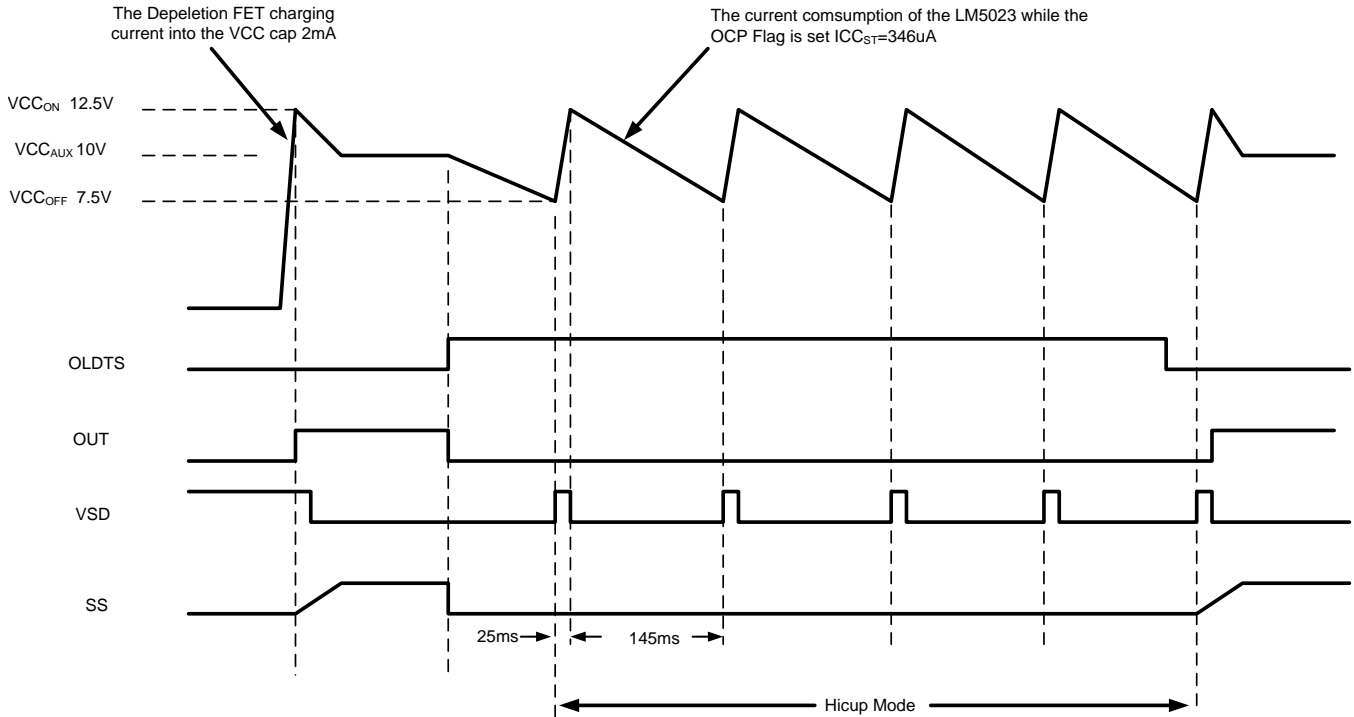 The Depeletion FET charging
current into the VCC cap 2mA
The current comsumption of the LM5023 while the
OCP Flag is set ICCST=346uA
VCCON 12.5V
VCCAUX 10V
VCCOFF 7.5V
OLDTS
OUT
VSD
SS
25ms
145ms
Hicup Mode